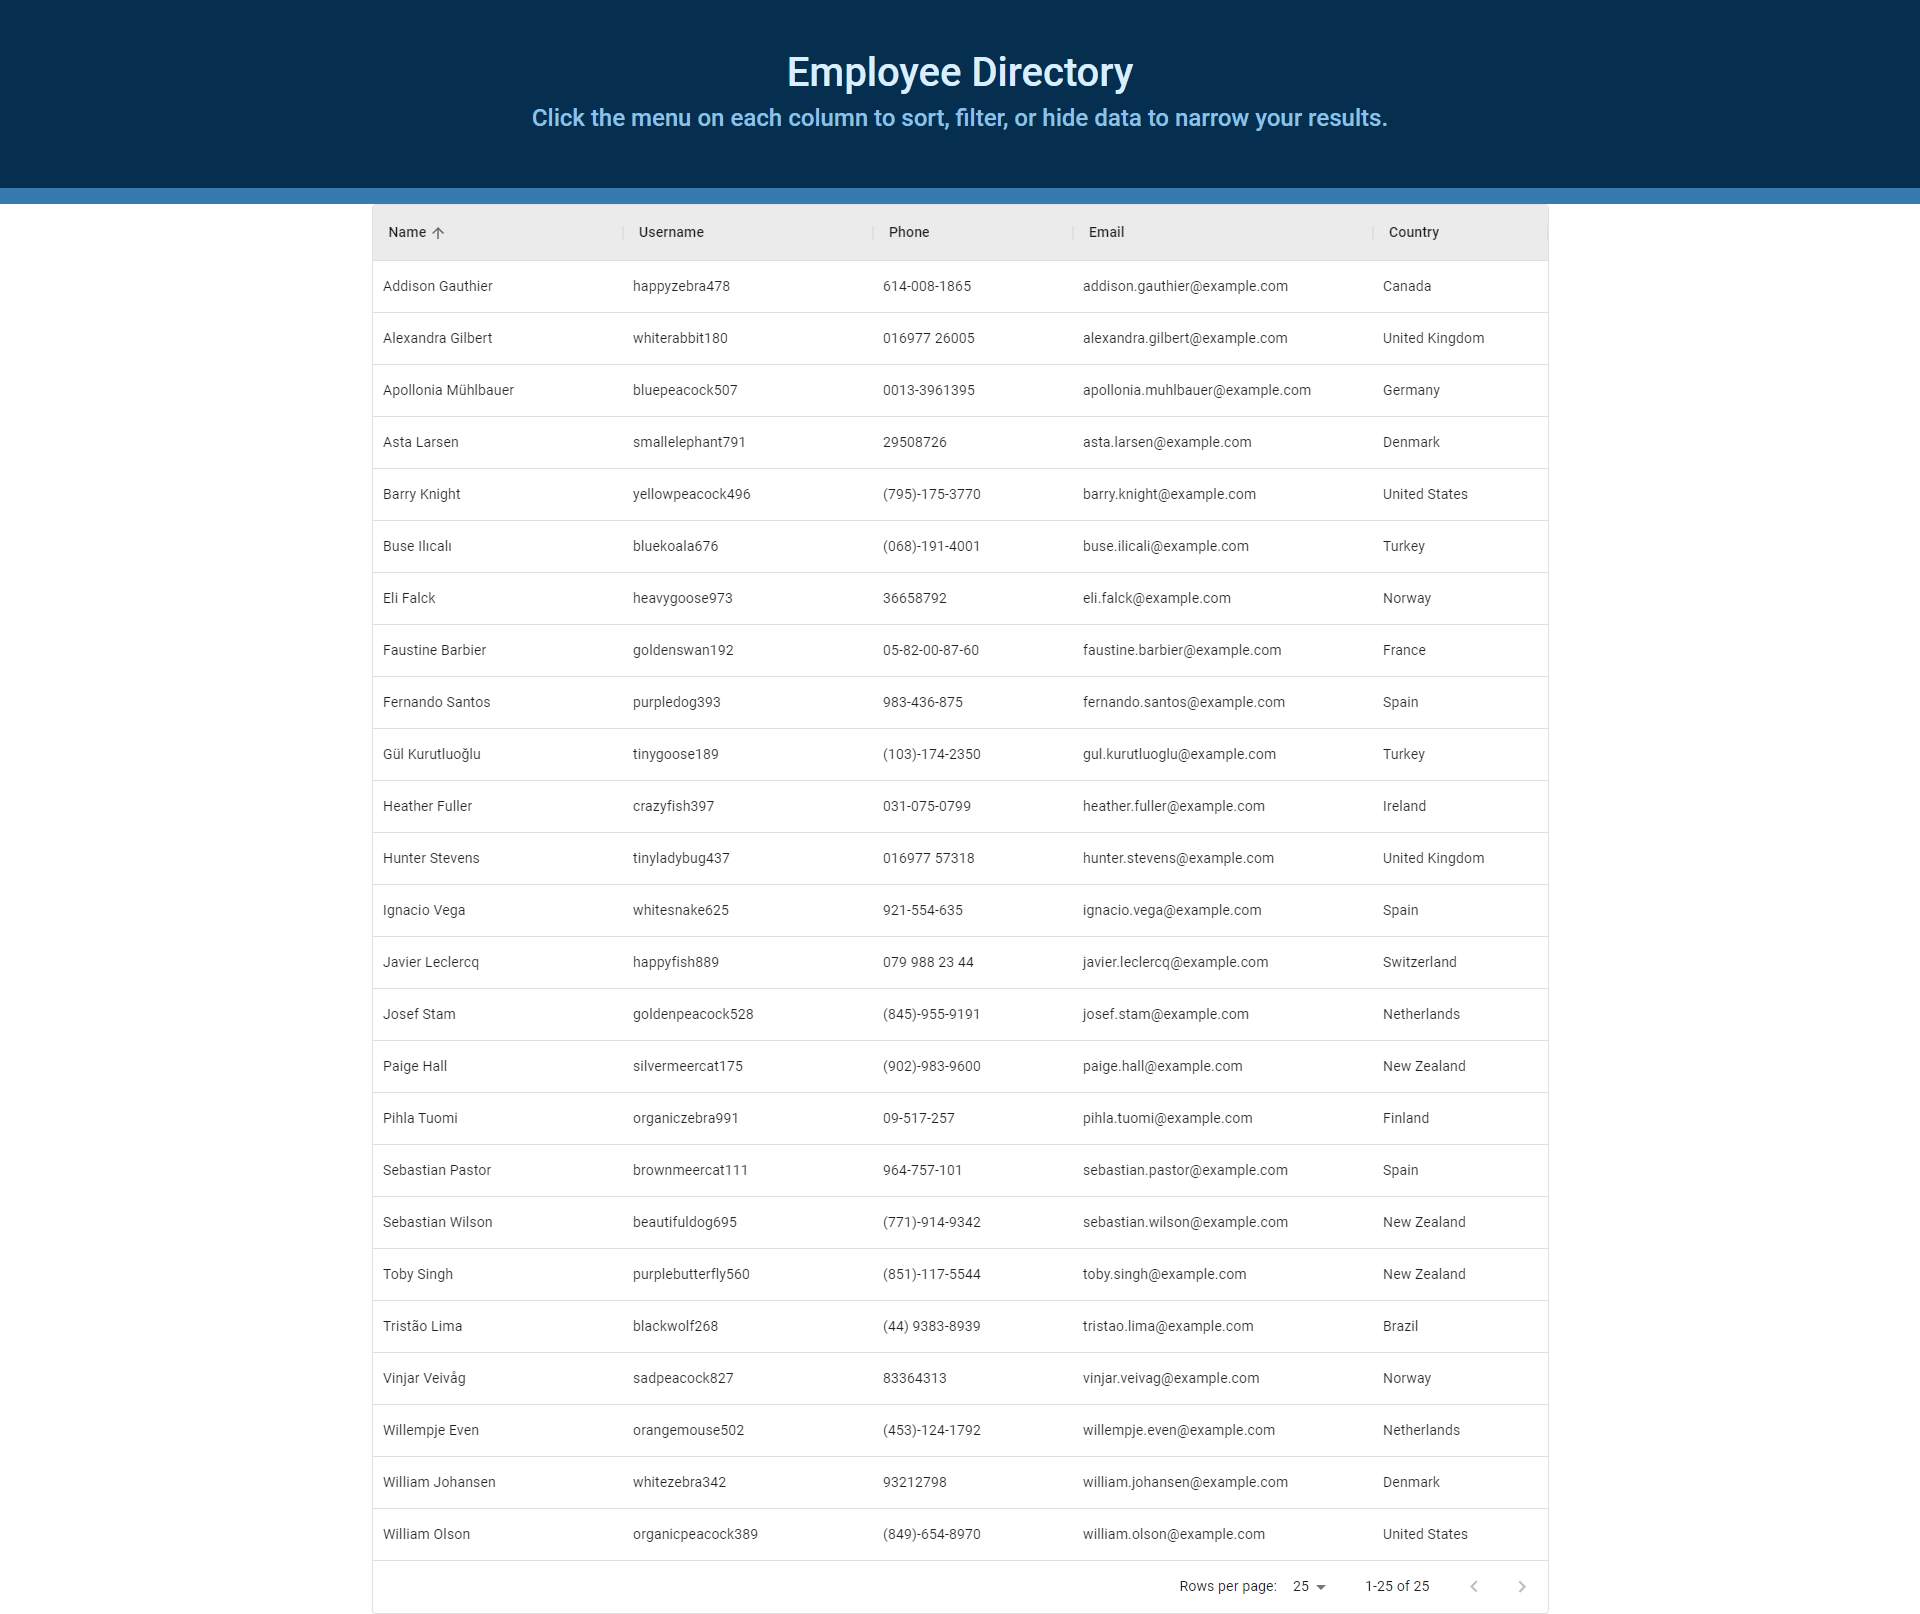 Employee Directory
Click the menu on each column to sort, filter, or hide data to narrow your results.
Name Username Phone Email Country
Addison Gauthier happyzebra478 614-008-1865 addison.gauthier@example.com Canada
Alexandra Gilbert whiterabbit180 016977 26005 alexandra.gilbert@example.com United Kingdom
Apollonia Mühlbauer bluepeacock507 0013-3961395 apollonia.muhlbauer@example.com Germany
Asta Larsen smallelephant791 29508726 asta.larsen@example.com Denmark
Barry Knight yellowpeacock496 (795)-175-3770 barry.knight@example.com United States
Buse Ilıcalı bluekoala676 (068)-191-4001 buse.ilicali@example.com Turkey
Eli Falck heavygoose973 36658792 eli.falck@example.com Norway
Faustine Barbier goldenswan192 05-82-00-87-60 faustine.barbier@example.com France
Fernando Santos purpledog393 983-436-875 fernando.santos@example.com Spain
Gül Kurutluoğlu tinygoose189 (103)-174-2350 gul.kurutluoglu@example.com Turkey
Heather Fuller crazyfish397 031-075-0799 heather.fuller@example.com Ireland
Hunter Stevens tinyladybug437 016977 57318 hunter.stevens@example.com United Kingdom
Ignacio Vega whitesnake625 921-554-635 ignacio.vega@example.com Spain
Javier Leclercq happyfish889 079 988 23 44 javier.leclercq@example.com Switzerland
Josef Stam goldenpeacock528 (845)-955-9191 josef.stam@example.com Netherlands
Paige Hall silvermeercat175 (902)-983-9600 paige.hall@example.com New Zealand
Pihla Tuomi organiczebra991 09-517-257 pihla.tuomi@example.com Finland
Sebastian Pastor brownmeercat111 964-757-101 sebastian.pastor@example.com Spain
Sebastian Wilson beautifuldog695 (771)-914-9342 sebastian.wilson@example.com New Zealand
Toby Singh purplebutterfly560 (851)-117-5544 toby.singh@example.com New Zealand
Tristão Lima blackwolf268 (44) 9383-8939 tristao.lima@example.com Brazil
Vinjar Veivåg sadpeacock827 83364313 vinjar.veivag@example.com Norway
Willempje Even orangemouse502 (453)-124-1792 willempje.even@example.com Netherlands
William Johansen whitezebra342 93212798 william.johansen@example.com Denmark
William Olson organicpeacock389 (849)-654-8970 william.olson@example.com United States
Rows per page: 25 1-25 of 25